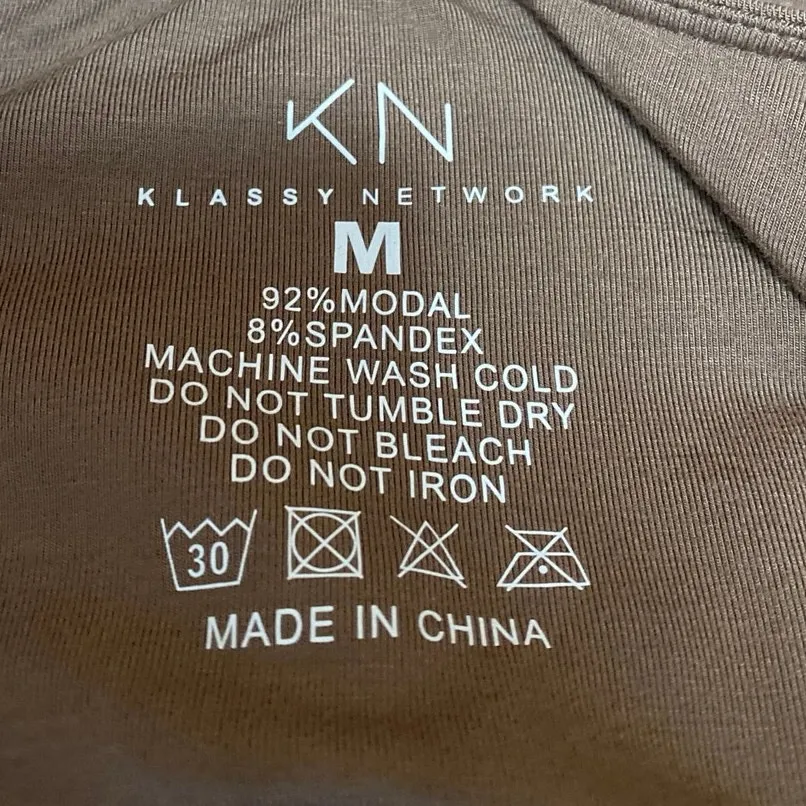 KN
KLASSY NETWORK
M
92%MODAL
8%SPANDEX
MACHINE WASH COLD
DO NOT TUMBLE DRY
DO NOT BLEACH
DO NOT IRON
30
MADE IN CHINA